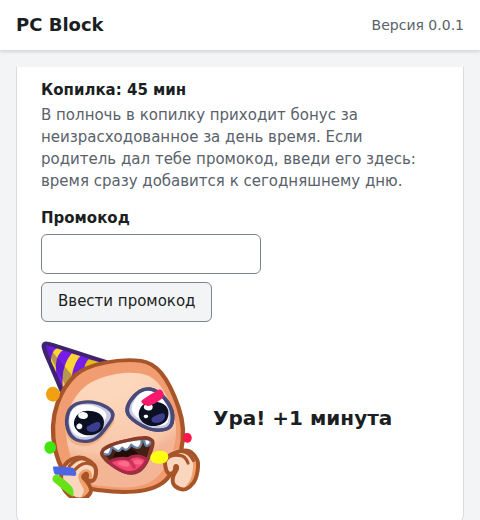 PC Block
Версия 0.0.1
Копилка: 45 мин
В полночь в копилку приходит бонус за
неизрасходованное за день время. Если
родитель дал тебе промокод, введи его здесь:
время сразу добавится к сегодняшнему дню.
Промокод
Ввести промокод
Ура! +1 минута